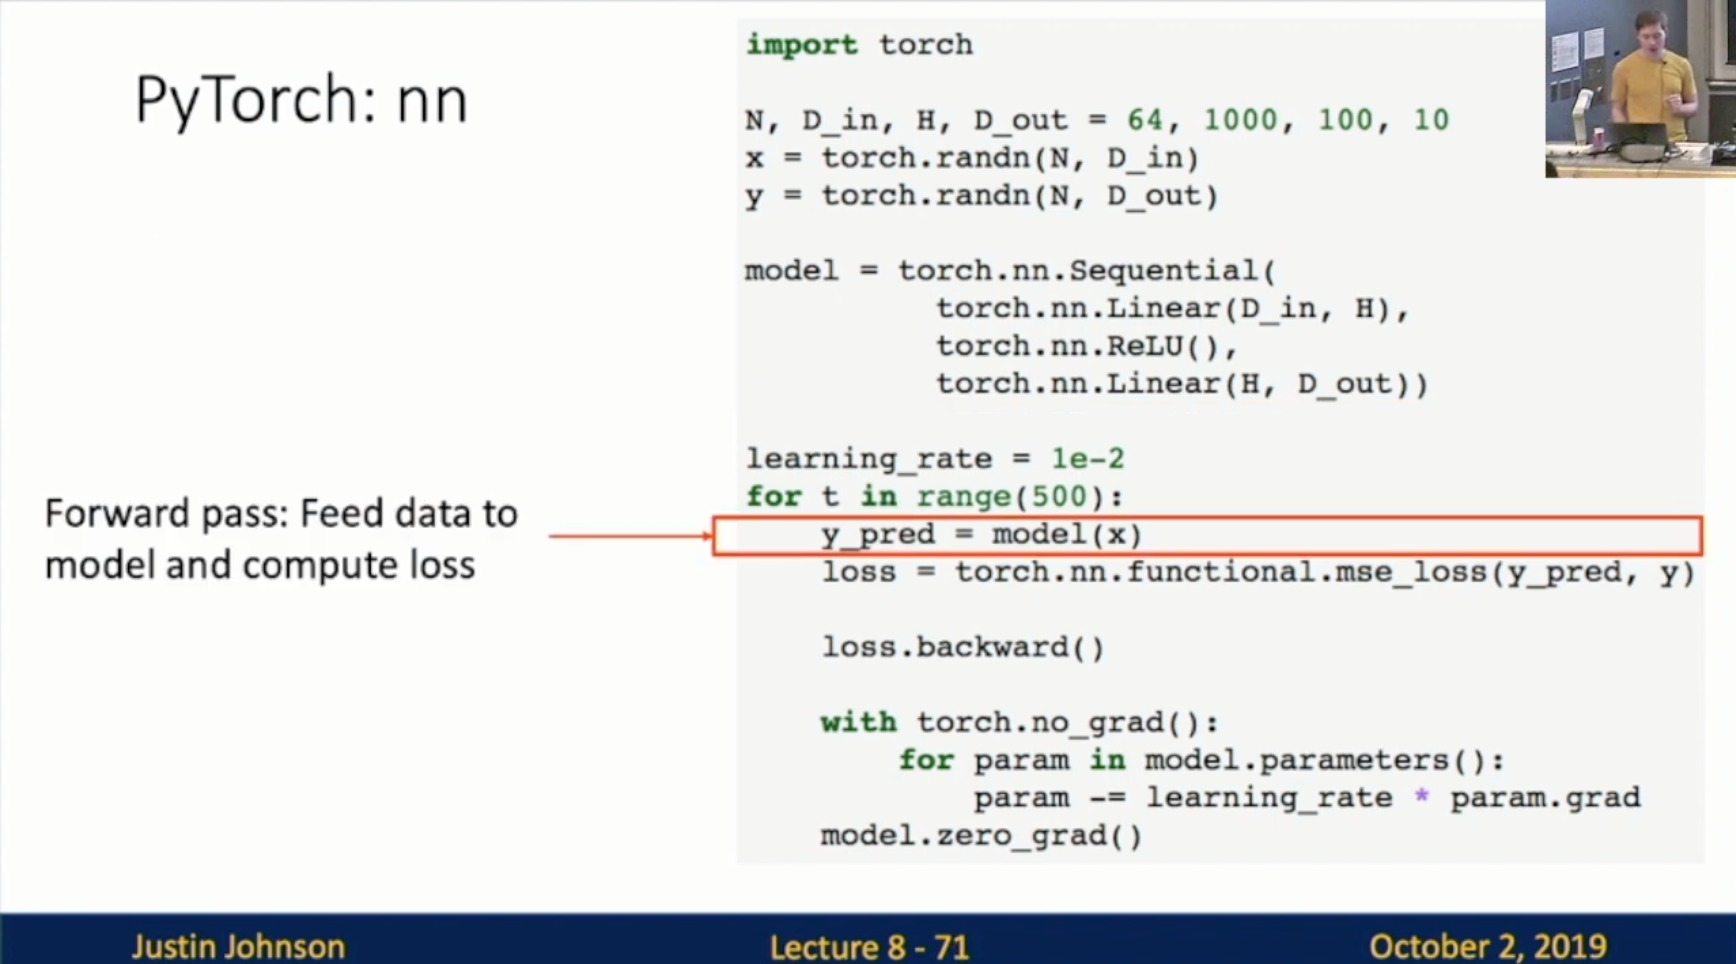 PyTorch: nn
import torch
N, D_in, H, D_out = 64, 1000, 100, 10
x = torch.randn(N, D_in)
y = torch.randn(N, D_out)
model = torch.nn.Sequential(
torch.nn.Linear(D_in, H),
torch.nn.ReLU(),
torch.nn.Linear(H, D_out))
learning_rate = 1e-2
for t in range(500):
y_pred = model(x)
loss = torch.nn.functional.mse_loss(y_pred, y)
loss.backward()
with torch.no_grad():
for param in model.parameters():
param -= learning_rate * param.grad
model.zero_grad()
Forward pass: Feed data to
model and compute loss
Justin Johnson
Lecture 8 - 71
October 2, 2019